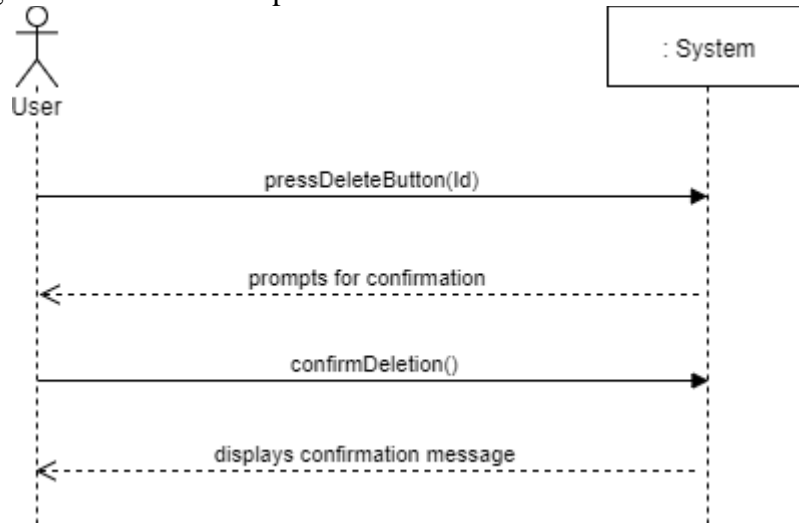 : System
User
pressDeleteButton(Id)
prompts for confirmation
confirmDeletion()
displays confirmation message